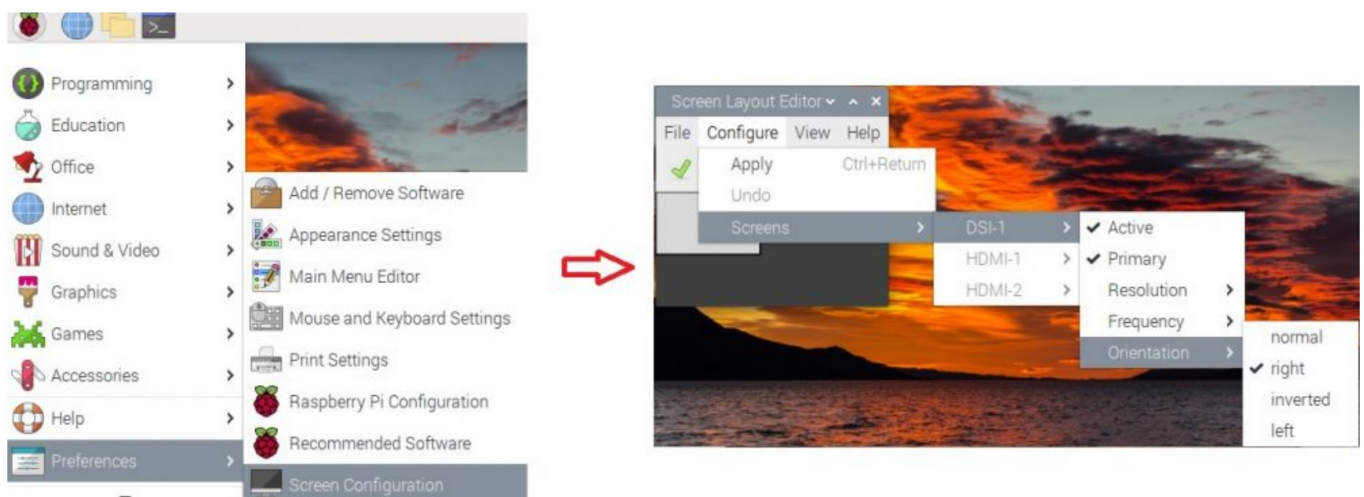 >_
Programming
Education
Office
Internet
Sound & Video
Graphics
Games
Accessories
Help
Preferences
Add / Remove Software
Appearance Settings
Main Menu Editor
Mouse and Keyboard Settings
Print Settings
Raspberry Pi Configuration
Recommended Software
Screen Configuration
Screen Layout Editor
File Configure View Help
Apply Ctrl+Return
Undo
Screens
DSI-1
HDMI-1
HDMI-2
Active
Primary
Resolution
Frequency
Orientation
normal
right
inverted
left